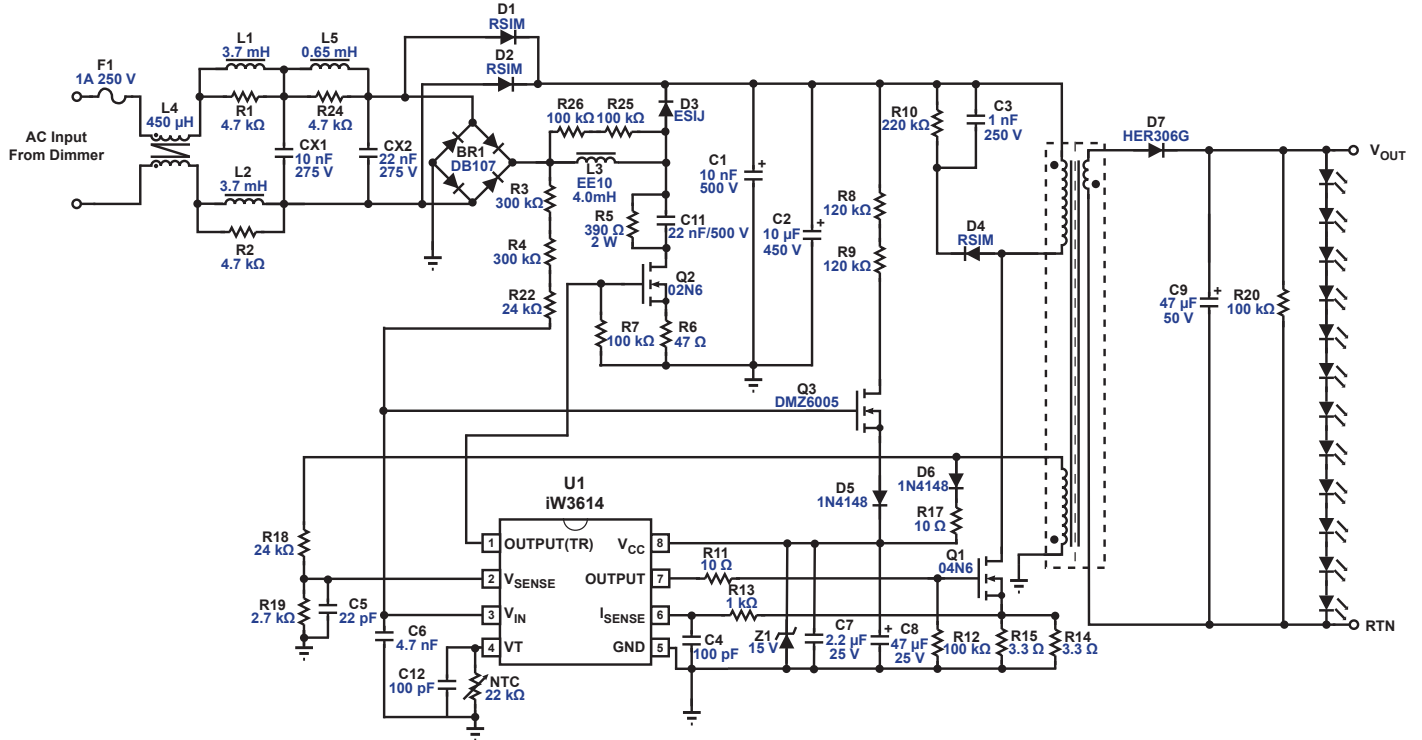 F1
1A 250 V
AC Input
From Dimmer
L4
450 µH
L1
3.7 mH
R1
4.7 kΩ
L5
0.65 mH
R24
4.7 kΩ
CX1
10 nF
275 V
CX2
22 nF
275 V
L2
3.7 mH
R2
4.7 kΩ
D1
RSIM
D2
RSIM
BR1
DB107
R26
100 kΩ
R25
100 kΩ
D3
ESIJ
L3
EE10
4.0mH
R3
300 kΩ
R4
300 kΩ
R22
24 kΩ
R5
390 Ω
2 W
C11
22 nF/500 V
Q2
02N6
R7
100 kΩ
R6
47 Ω
C1
10 nF
500 V
C2
10 µF
450 V
R8
120 kΩ
R9
120 kΩ
R10
220 kΩ
C3
1 nF
250 V
D4
RSIM
D7
HER306G
VOUT
C9
47 µF
50 V
R20
100 kΩ
RTN
Q3
DMZ6005
D5
1N4148
D6
1N4148
R17
10 Ω
U1
iW3614
1
OUTPUT(TR)
2
VSENSE
3
VIN
4
VT
VCC
8
OUTPUT
7
ISENSE
6
GND
5
R18
24 kΩ
R19
2.7 kΩ
C5
22 pF
C6
4.7 nF
C12
100 pF
NTC
22 kΩ
R11
10 Ω
R13
1 kΩ
C4
100 pF
Z1
15 V
C7
2.2 µF
25 V
C8
47 µF
25 V
Q1
04N6
R12
100 kΩ
R15
3.3 Ω
R14
3.3 Ω
+
+
+
+